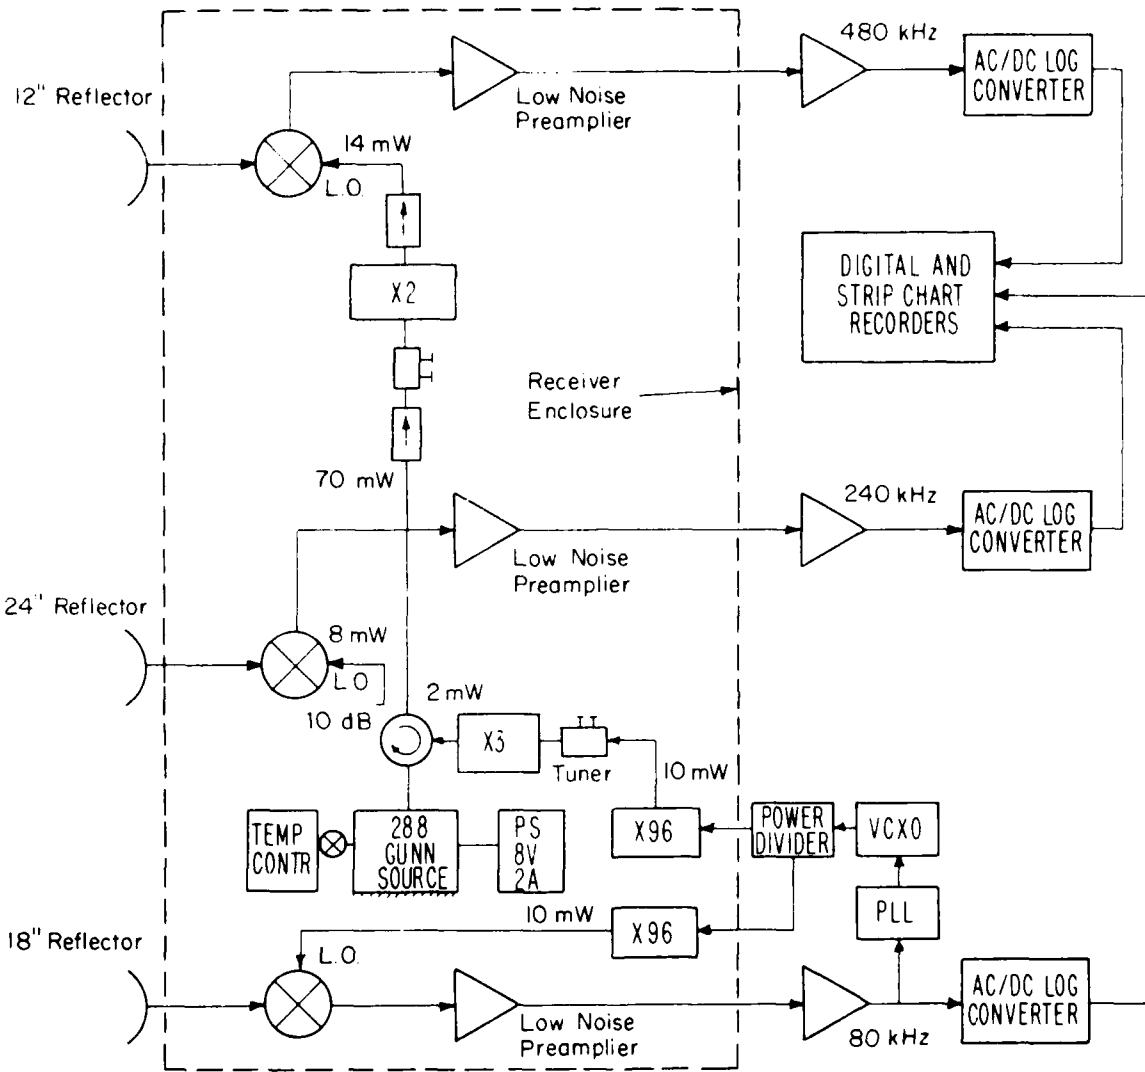 480 kHz
AC/DC LOG
CONVERTER
12" Reflector
Low Noise
Preamplier
14 mW
L.O.
X2
DIGITAL AND
STRIP CHART
RECORDERS
Receiver
Enclosure
70 mW
240 kHz
AC/DC LOG
CONVERTER
Low Noise
Preamplier
24" Reflector
8 mW
L.O
2 mW
10 dB
X3
Tuner
10 mW
TEMP
CONTR
28.8
GUNN
SOURCE
PS
8V
2A
X96
POWER
DIVIDER
VCXO
PLL
10 mW
X96
18" Reflector
L.O.
Low Noise
Preamplier
80 kHz
AC/DC LOG
CONVERTER